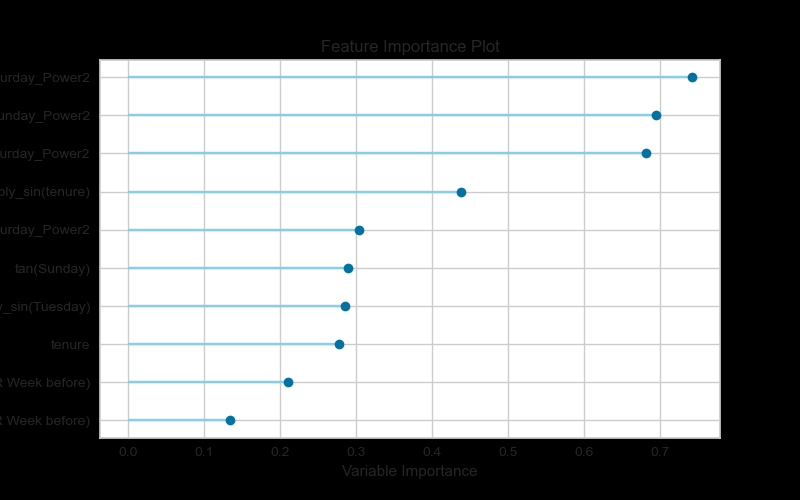 Feature Importance Plot
urday_Power2
unday_Power2
urday_Power2
ply_sin(tenure)
urday_Power2
tan(Sunday)
y_sin(Tuesday)
tenure
R Week before)
R Week before)
0.0 0.1 0.2 0.3 0.4 0.5 0.6 0.7
Variable Importance